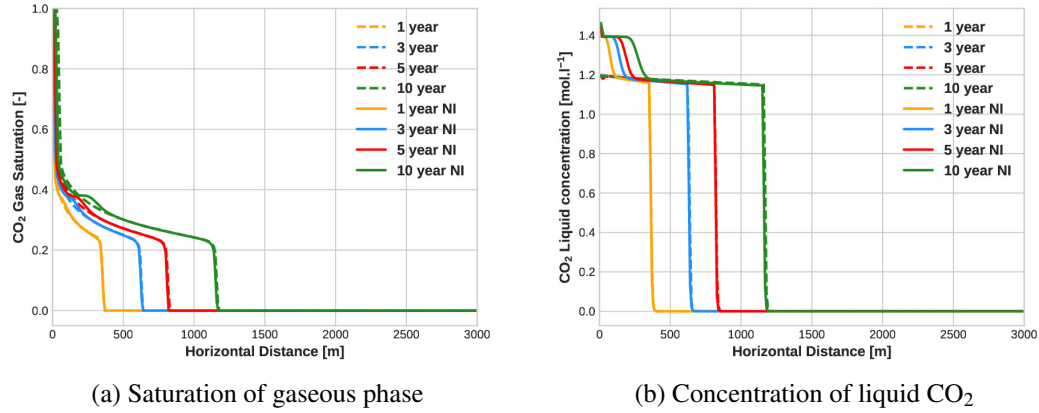 1.0
0.8
0.6
0.4
0.2
0.0
CO2 Gas Saturation [-]
0 500 1000 1500 2000 2500 3000
Horizontal Distance [m]
1 year
3 year
5 year
10 year
1 year NI
3 year NI
5 year NI
10 year NI
(a) Saturation of gaseous phase
1.4
1.2
1.0
0.8
0.6
0.4
0.2
0.0
CO2 Liquid concentration [mol.l−1]
0 500 1000 1500 2000 2500 3000
Horizontal Distance [m]
1 year
3 year
5 year
10 year
1 year NI
3 year NI
5 year NI
10 year NI
(b) Concentration of liquid CO2